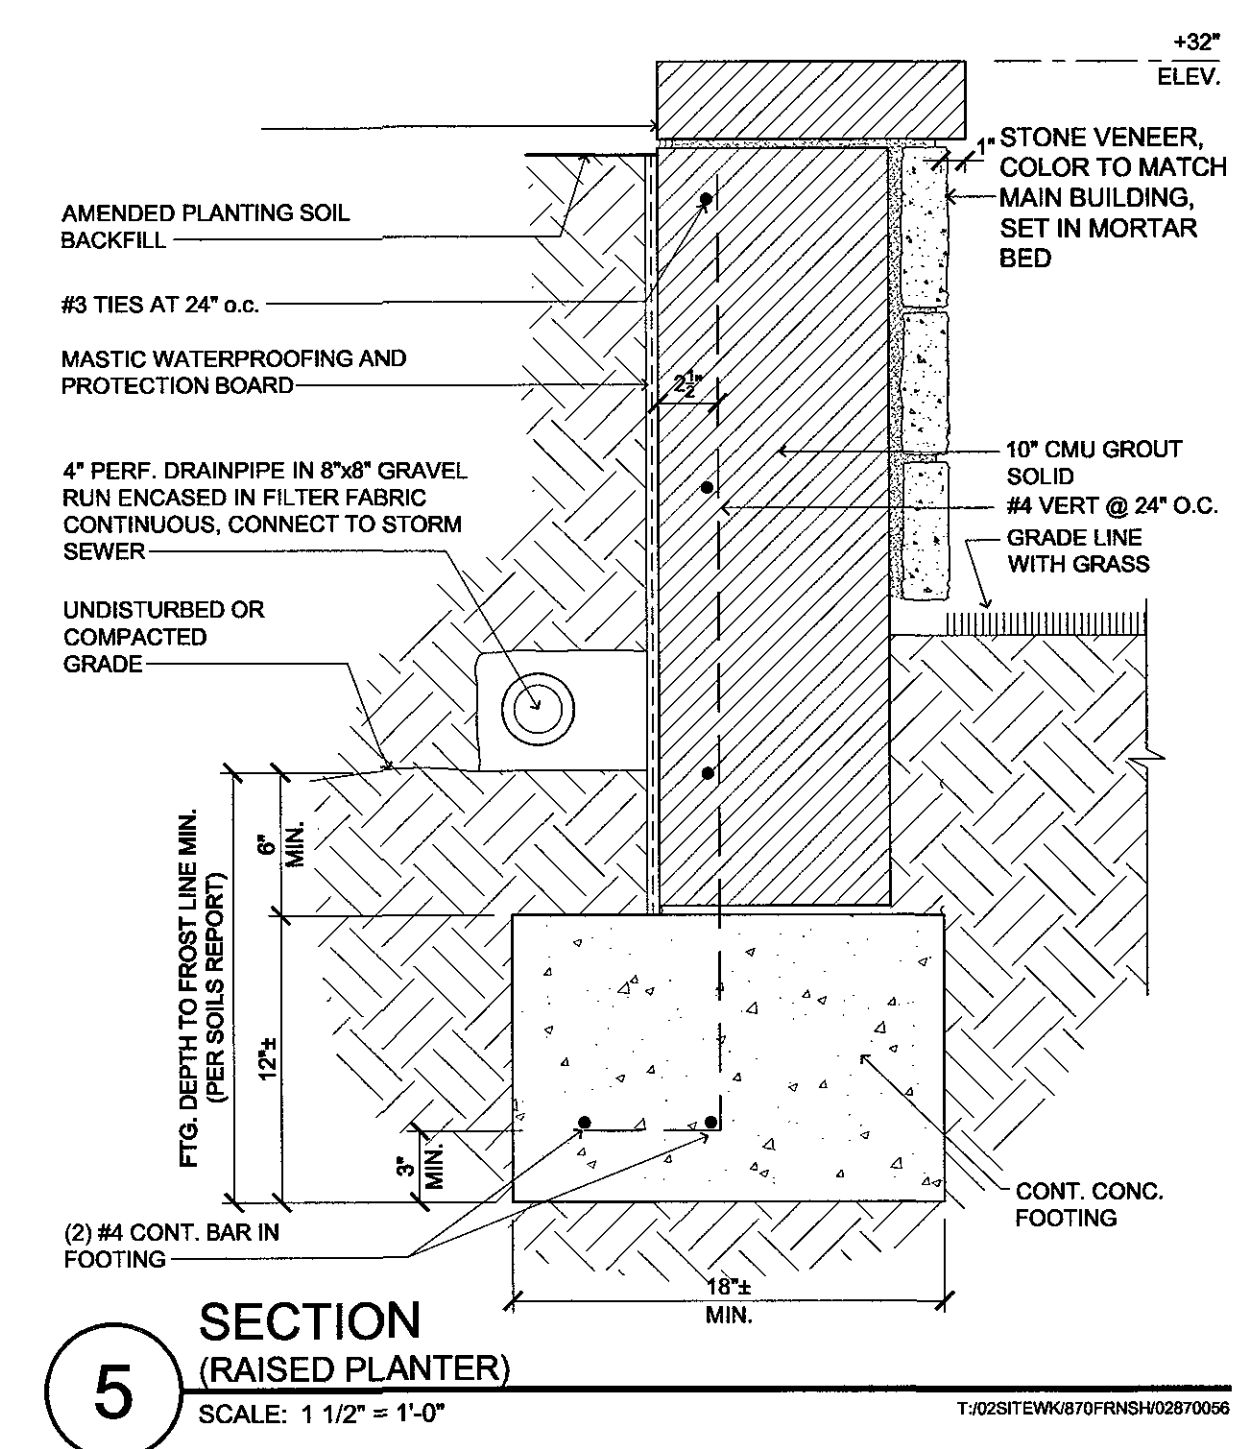 +32"
ELEV.
1"
STONE VENEER,
COLOR TO MATCH
MAIN BUILDING,
SET IN MORTAR
BED
AMENDED PLANTING SOIL
BACKFILL
#3 TIES AT 24" o.c.
MASTIC WATERPROOFING AND
PROTECTION BOARD
2½"
4" PERF. DRAINPIPE IN 8"x8" GRAVEL
RUN ENCASED IN FILTER FABRIC
CONTINUOUS, CONNECT TO STORM
SEWER
10" CMU GROUT
SOLID
#4 VERT @ 24" O.C.
GRADE LINE
WITH GRASS
UNDISTURBED OR
COMPACTED
GRADE
FTG. DEPTH TO FROST LINE MIN.
(PER SOILS REPORT)
6"
MIN.
12"±
3"
MIN.
CONT. CONC.
FOOTING
(2) #4 CONT. BAR IN
FOOTING
18"±
MIN.
5
SECTION
(RAISED PLANTER)
SCALE: 1 1/2" = 1'-0"
T:/02SITEWK/870FRNSH/02870056